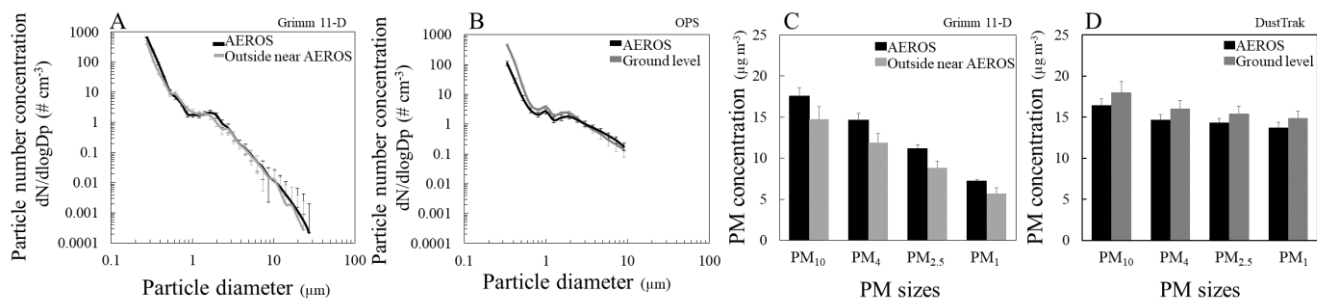 A
Grimm 11-D
Particle number concentration
dN/dlogDp (# cm-3)
1000
100
10
1
0.1
0.01
0.001
0.0001
AEROS
Outside near AEROS
0.1
1
10
100
Particle diameter (μm)
B
OPS
Particle number concentration
dN/dlogDp (# cm-3)
1000
100
10
1
0.1
0.01
0.001
0.0001
AEROS
Ground level
0.1
1
10
100
Particle diameter (μm)
C
Grimm 11-D
PM concentration (μg m-3)
25
20
15
10
5
0
AEROS
Outside near AEROS
PM10
PM4
PM2.5
PM1
PM sizes
D
DustTrak
PM concentration (μg m-3)
25
20
15
10
5
0
AEROS
Ground level
PM10
PM4
PM2.5
PM1
PM sizes